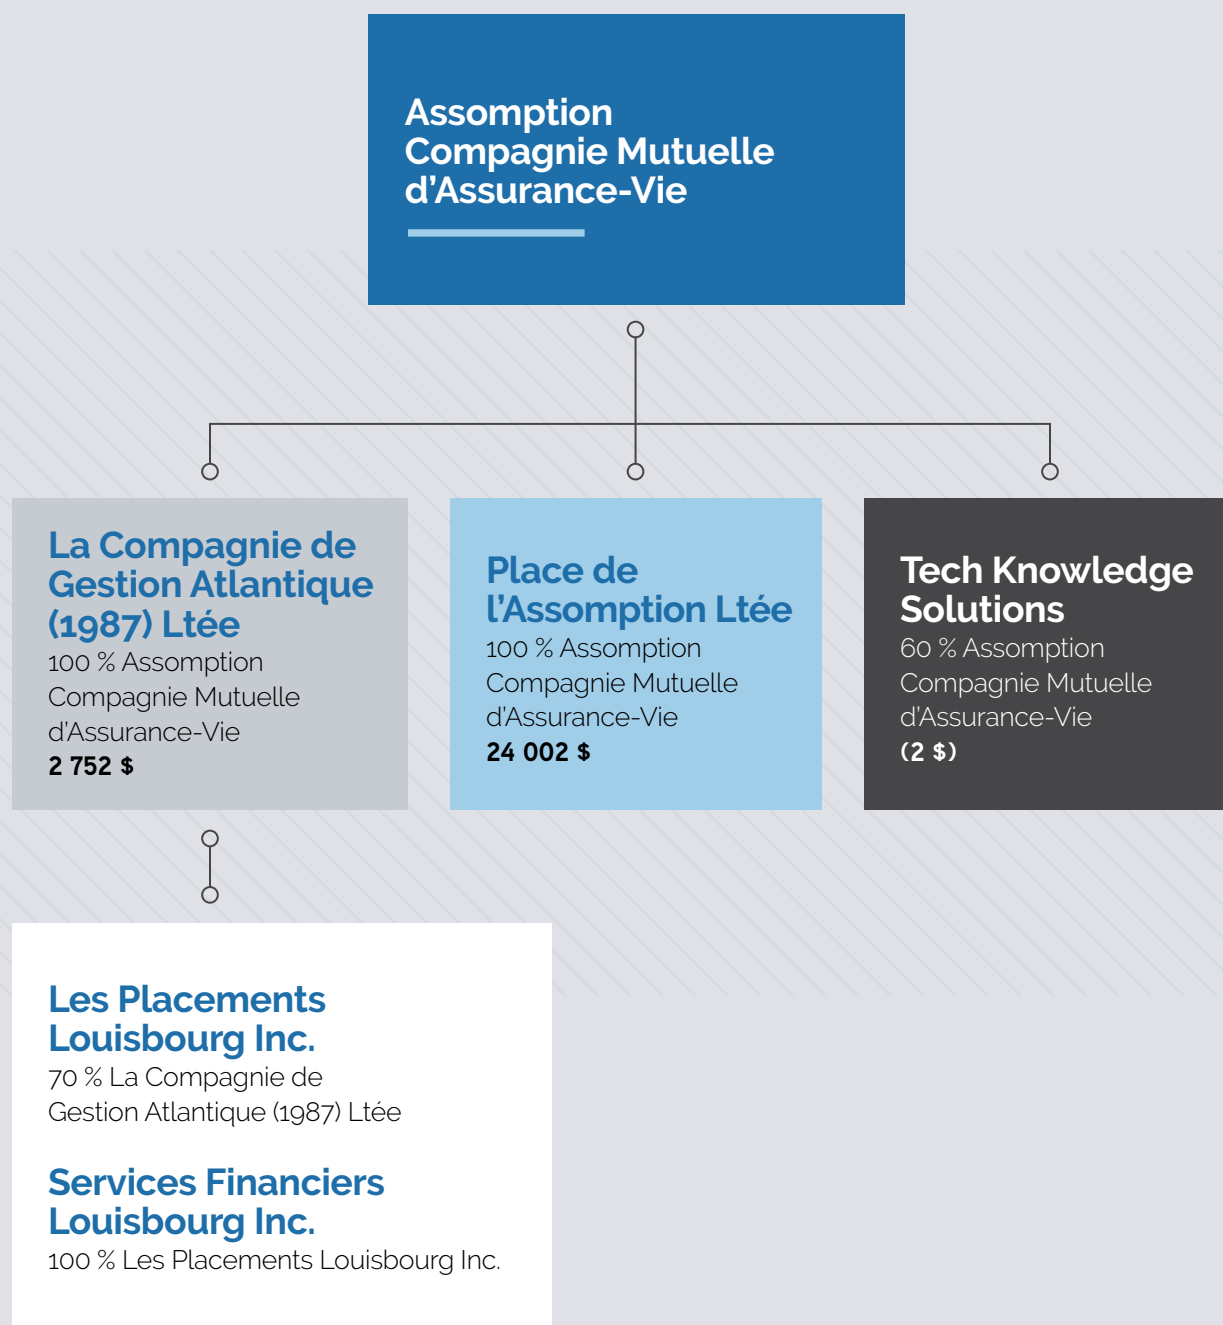 Assomption
Compagnie Mutuelle
d'Assurance-Vie
La Compagnie de
Gestion Atlantique
(1987) Ltée
100 % Assomption
Compagnie Mutuelle
d'Assurance-Vie
2 752 $
Place de
l'Assomption Ltée
100 % Assomption
Compagnie Mutuelle
d'Assurance-Vie
24 002 $
Tech Knowledge
Solutions
60 % Assomption
Compagnie Mutuelle
d'Assurance-Vie
(2 $)
Les Placements
Louisbourg Inc.
70 % La Compagnie de
Gestion Atlantique (1987) Ltée
Services Financiers
Louisbourg Inc.
100 % Les Placements Louisbourg Inc.